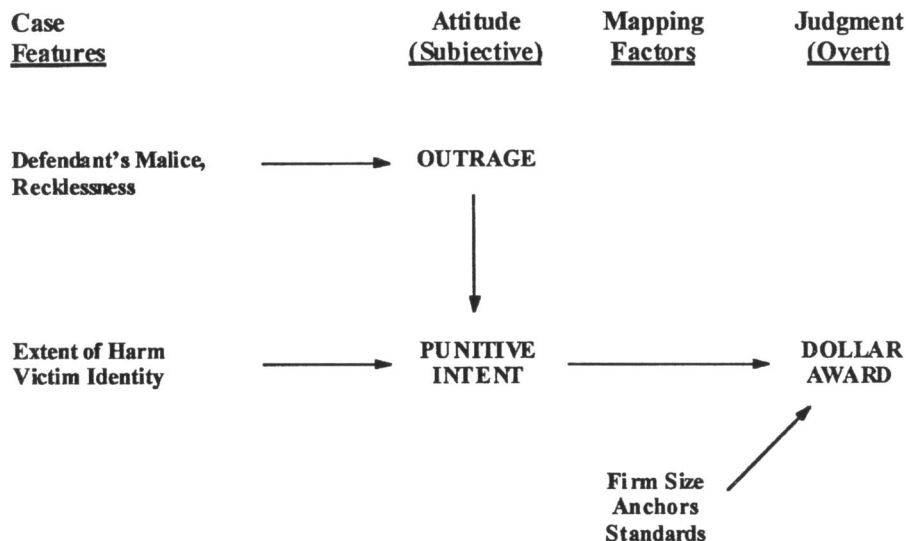 Case
Features
Attitude
(Subjective)
Mapping
Factors
Judgment
(Overt)
Defendant's Malice,
Recklessness
OUTRAGE
Extent of Harm
Victim Identity
PUNITIVE
INTENT
DOLLAR
AWARD
Firm Size
Anchors
Standards